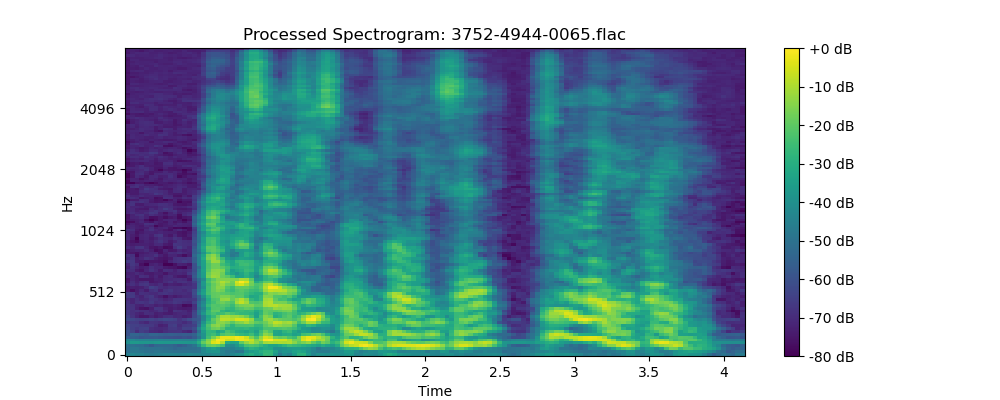 Processed Spectrogram: 3752-4944-0065.flac
Hz
4096
2048
1024
512
0
0 0.5 1 1.5 2 2.5 3 3.5 4
Time
+0 dB
-10 dB
-20 dB
-30 dB
-40 dB
-50 dB
-60 dB
-70 dB
-80 dB